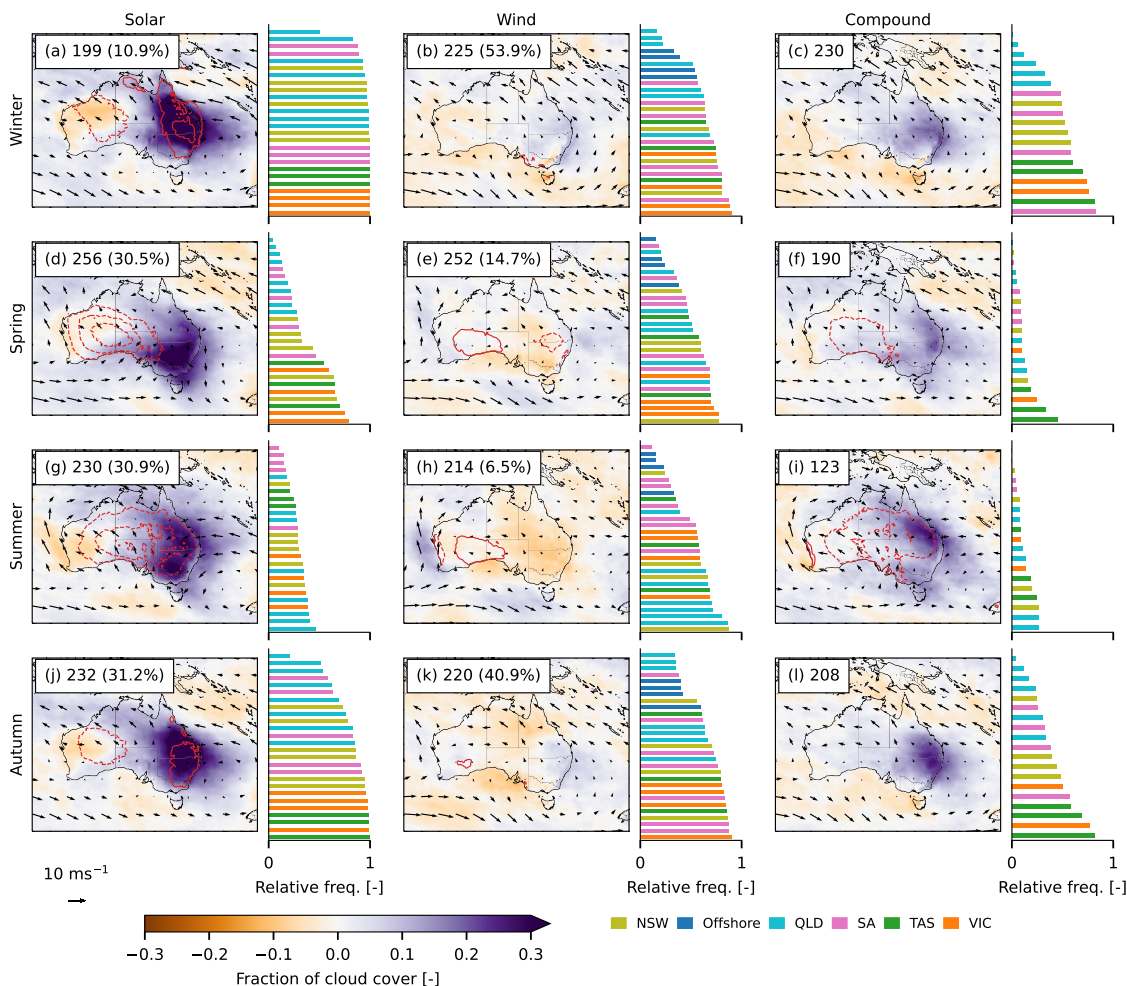 Solar
Wind
Compound
Winter
(a) 199 (10.9%)
(b) 225 (53.9%)
(c) 230
Spring
(d) 256 (30.5%)
(e) 252 (14.7%)
(f) 190
Summer
(g) 230 (30.9%)
(h) 214 (6.5%)
(i) 123
Autumn
(j) 232 (31.2%)
(k) 220 (40.9%)
(l) 208
0 1
0 1
0 1
Relative freq. [-]
Relative freq. [-]
Relative freq. [-]
10 ms⁻¹
−0.3 −0.2 −0.1 0.0 0.1 0.2 0.3
Fraction of cloud cover [-]
NSW Offshore QLD SA TAS VIC